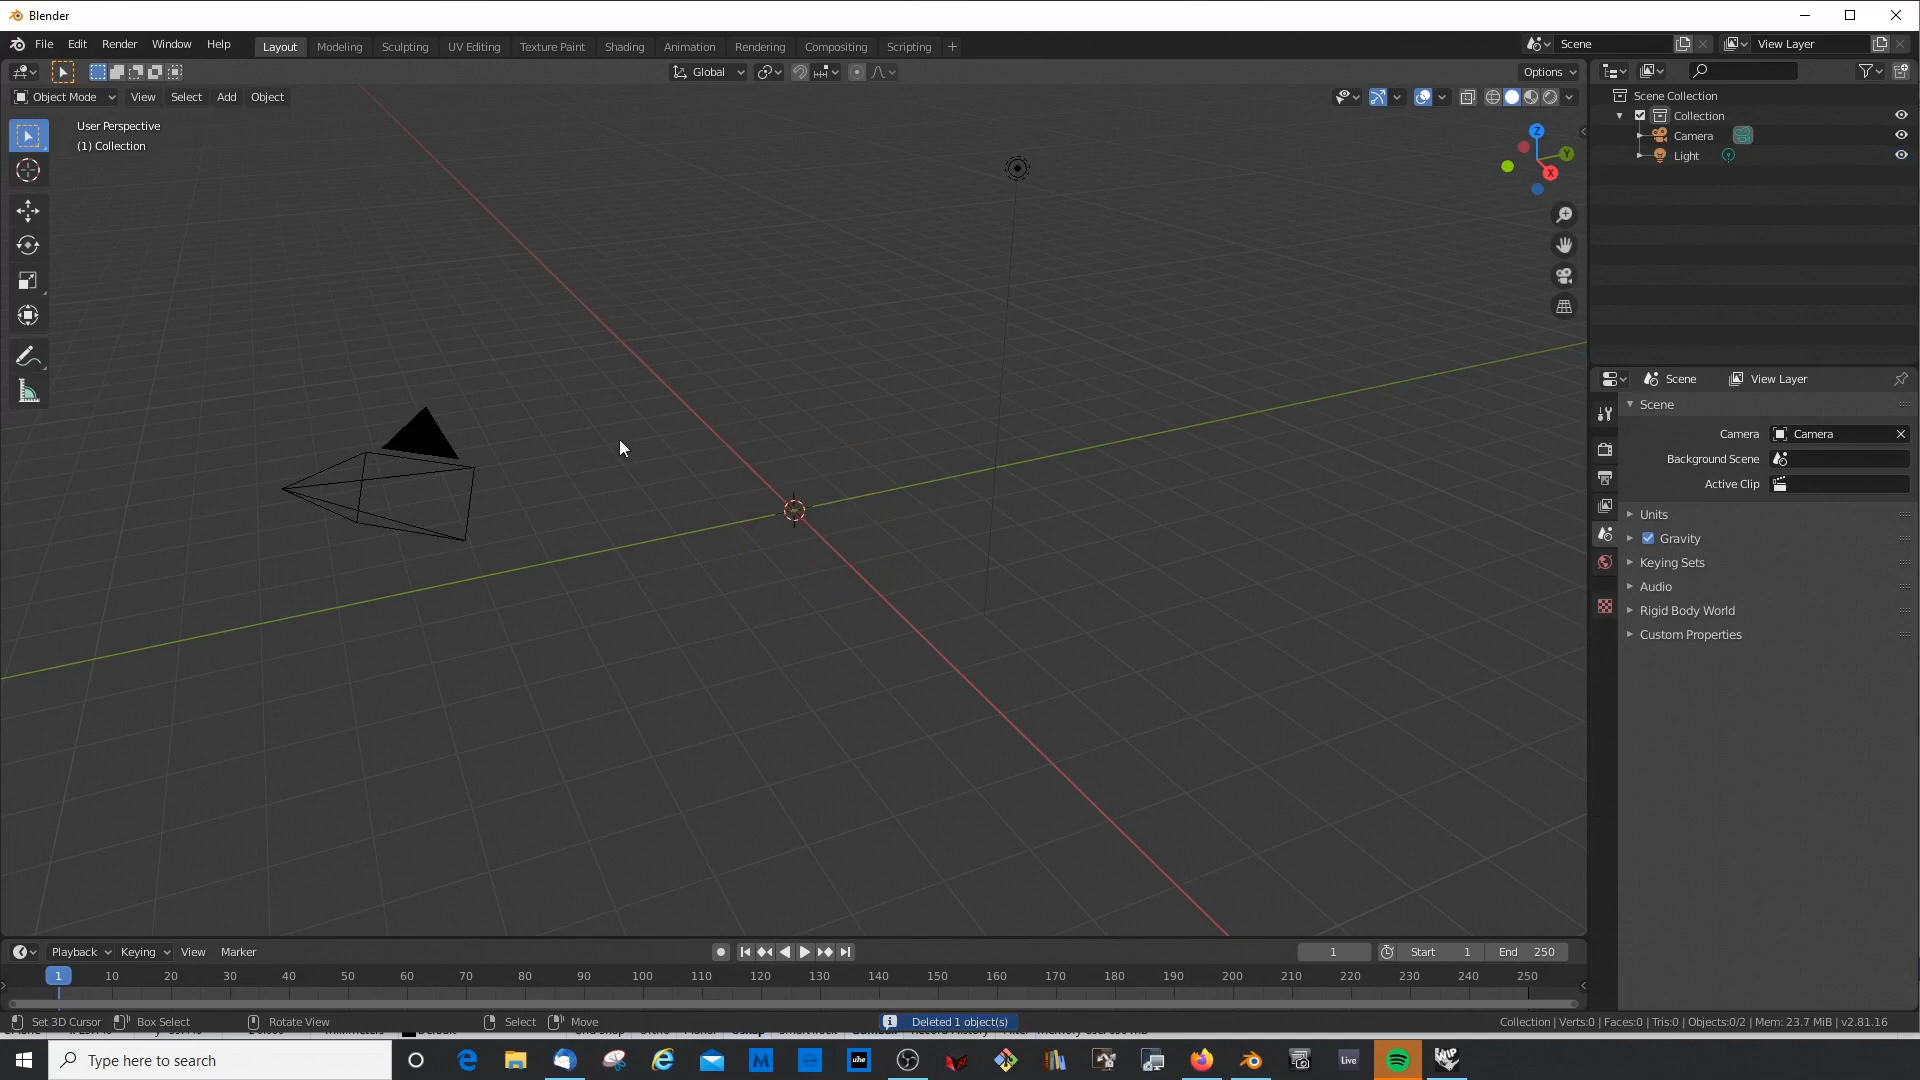 Blender
File Edit Render Window Help Layout Modeling Sculpting UV Editing Texture Paint Shading Animation Rendering Compositing Scripting + Scene View Layer
Global Options
Object Mode View Select Add Object
User Perspective
(1) Collection
Z
Y
X
Scene Collection
Collection
Camera
Light
Scene View Layer
Scene
Camera Camera
Background Scene
Active Clip
Units
Gravity
Keying Sets
Audio
Rigid Body World
Custom Properties
Playback Keying View Marker 1 Start 1 End 250
1 10 20 30 40 50 60 70 80 90 100 110 120 130 140 150 160 170 180 190 200 210 220 230 240 250
Set 3D Cursor Box Select Rotate View Select Move Deleted 1 object(s) Collection | Verts:0 | Faces:0 | Tris:0 | Objects:0/2 | Mem: 23.7 MiB | v2.81.16
Type here to search uhe Live